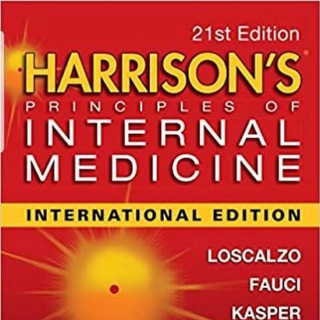 21st Edition
HARRISON'S
PRINCIPLES OF
INTERNAL
MEDICINE
INTERNATIONAL EDITION
LOSCALZO
FAUCI
KASPER